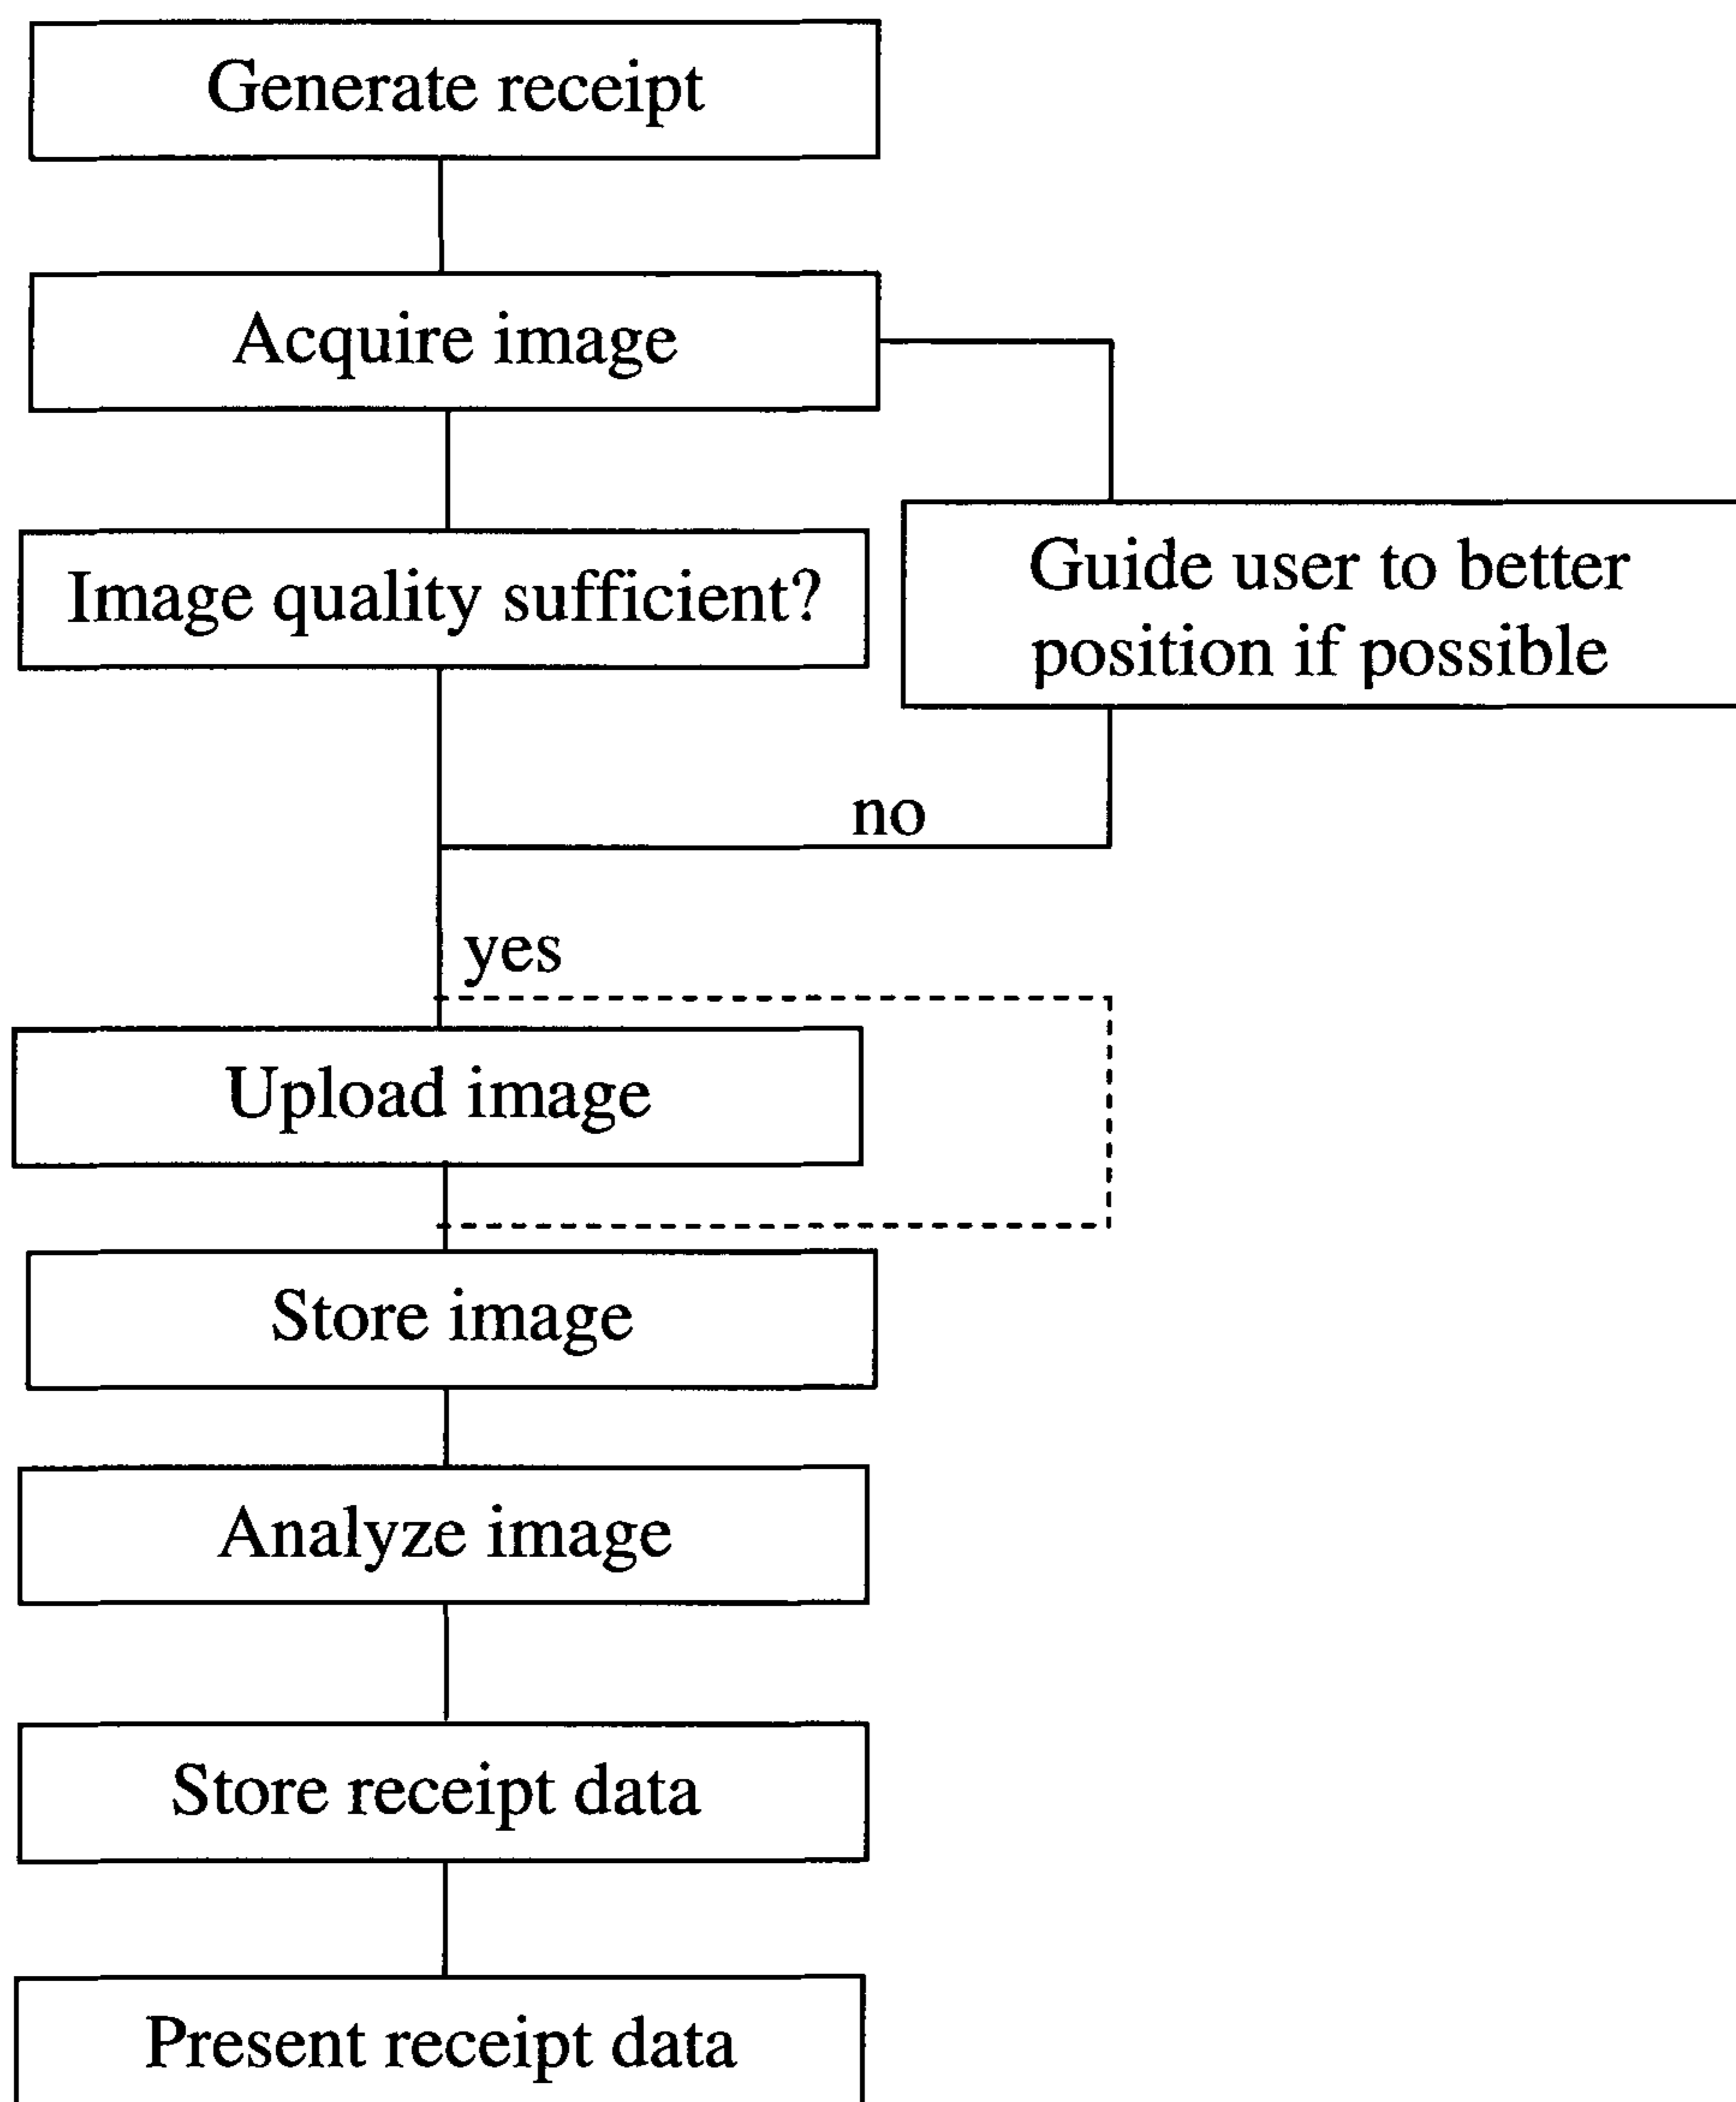 Generate receipt
Acquire image
Image quality sufficient?
Guide user to better
position if possible
no
yes
Upload image
Store image
Analyze image
Store receipt data
Present receipt data